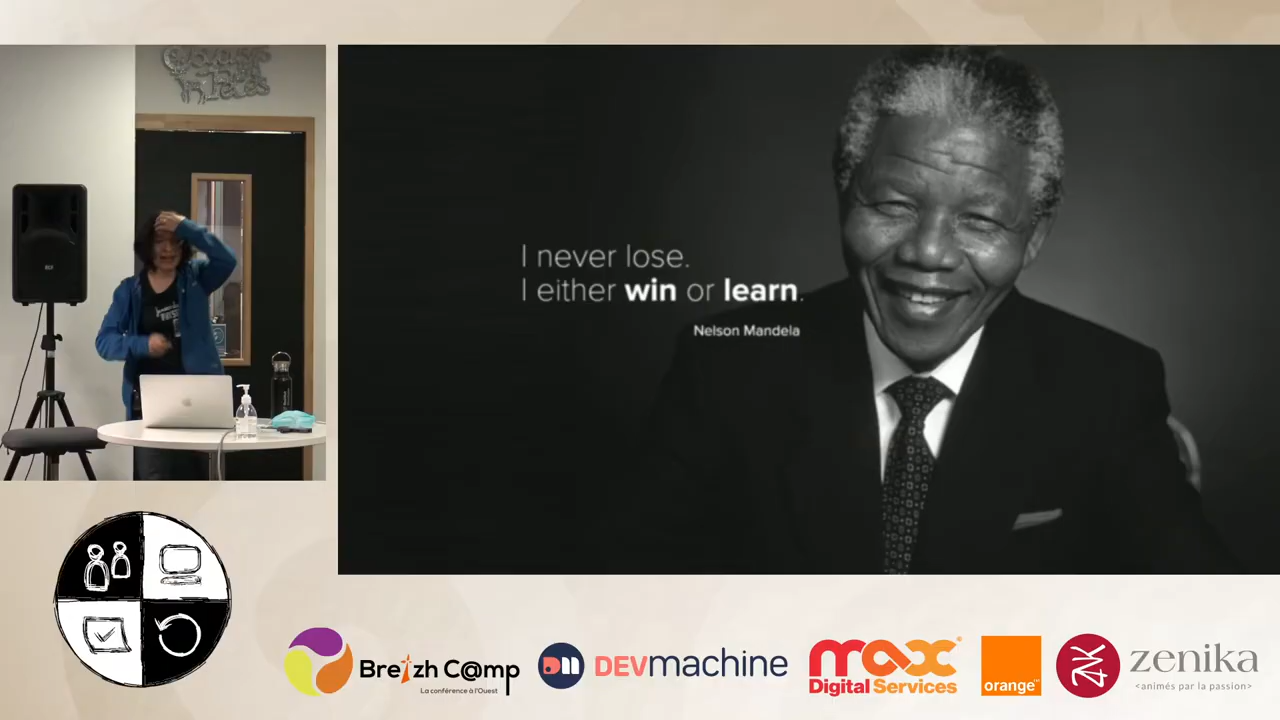 I never lose.
I either win or learn.
Nelson Mandela
Breizh C@mp
La conférence à l'Ouest
DEVmachine
max
Digital Services
orange
zenika
<animés par la passion>